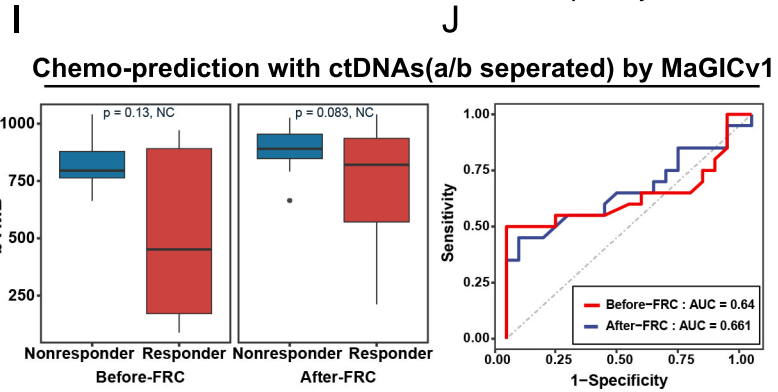 I
J
Chemo-prediction with ctDNAs(a/b seperated) by MaGICv1
p = 0.13, NC
p = 0.083, NC
1000
750
500
250
Nonresponder Responder
Nonresponder Responder
Before-FRC
After-FRC
1.00
0.75
0.50
0.25
0.00
Sensitivity
Before−FRC : AUC = 0.64
After−FRC : AUC = 0.661
0.00 0.25 0.50 0.75 1.00
1−Specificity